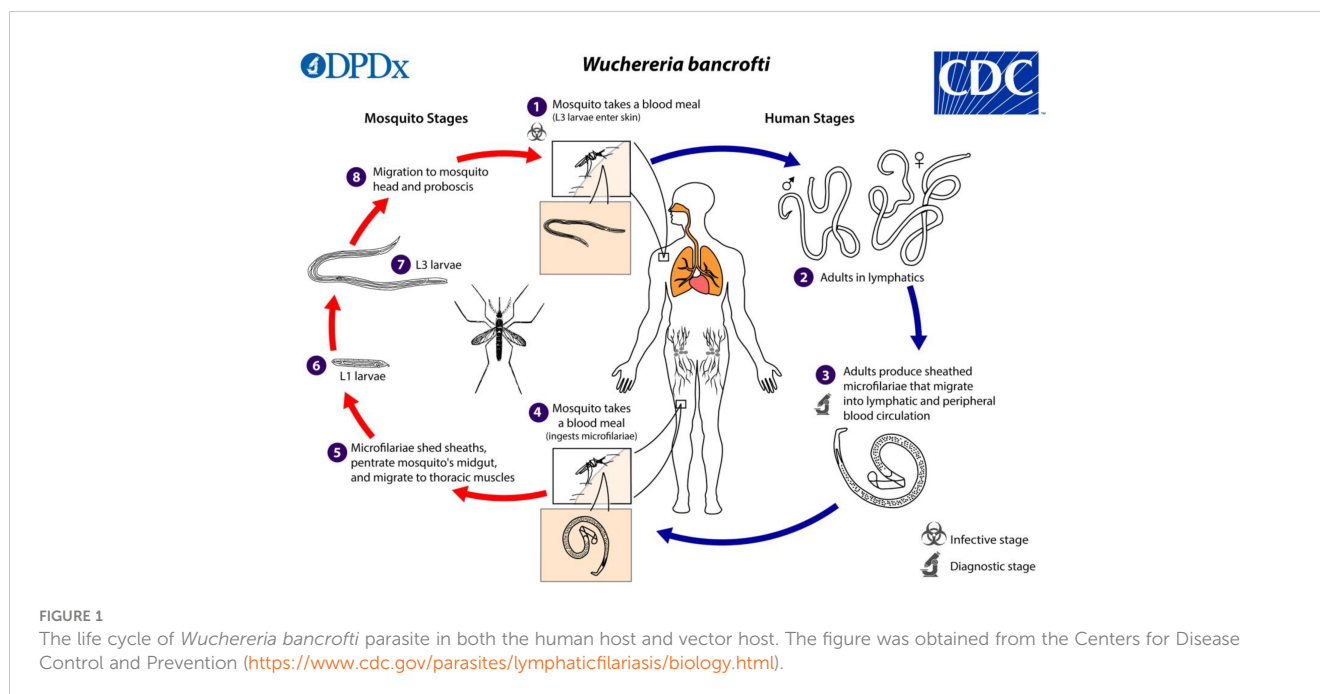 DPDx
Wuchereria bancrofti
CDC
TM
Mosquito Stages
Human Stages
1 Mosquito takes a blood meal
(L3 larvae enter skin)
8 Migration to mosquito
head and proboscis
♂
♀
7 L3 larvae
2 Adults in lymphatics
6
L1 larvae
3 Adults produce sheathed
microfilariae that migrate
into lymphatic and peripheral
blood circulation
4 Mosquito takes
a blood meal
(ingests microfilariae)
5 Microfilariae shed sheaths,
pentrate mosquito's midgut,
and migrate to thoracic muscles
Infective stage
Diagnostic stage
FIGURE 1
The life cycle of Wuchereria bancrofti parasite in both the human host and vector host. The figure was obtained from the Centers for Disease
Control and Prevention (https://www.cdc.gov/parasites/lymphaticfilariasis/biology.html).